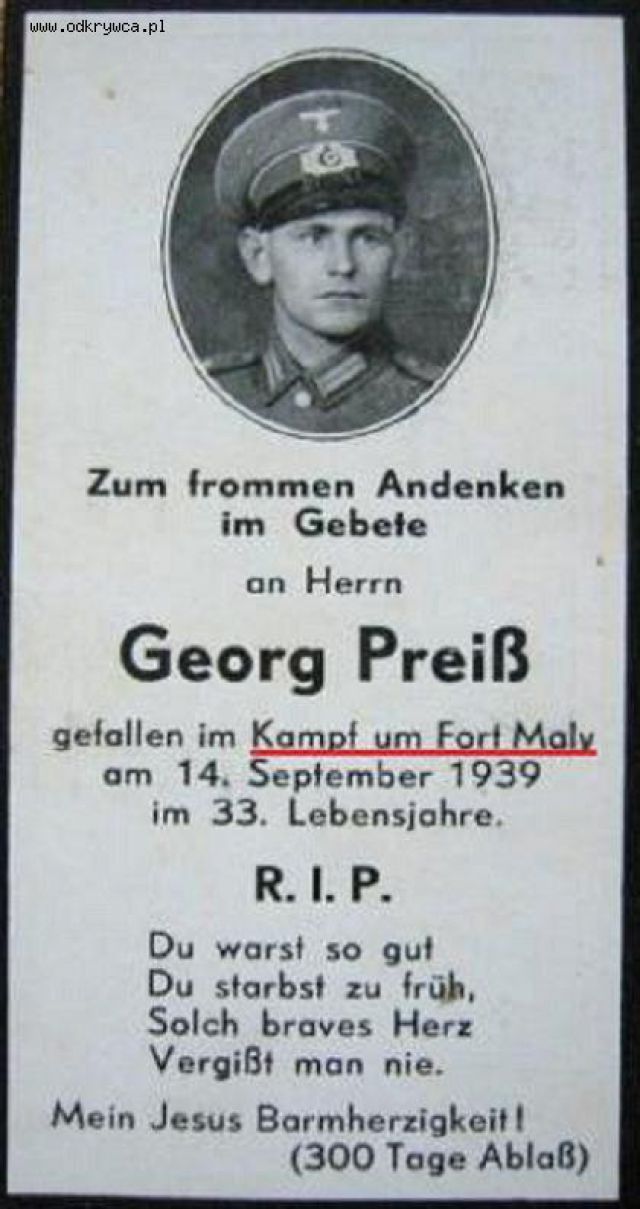 www.odkrywca.pl
Zum frommen Andenken
im Gebete
an Herrn
Georg Preiß
gefallen im Kampf um Fort Maly
am 14. September 1939
im 33. Lebensjahre.
R. I. P.
Du warst so gut
Du starbst zu früh,
Solch braves Herz
Vergißt man nie.
Mein Jesus Barmherzigkeit!
(300 Tage Ablaß)